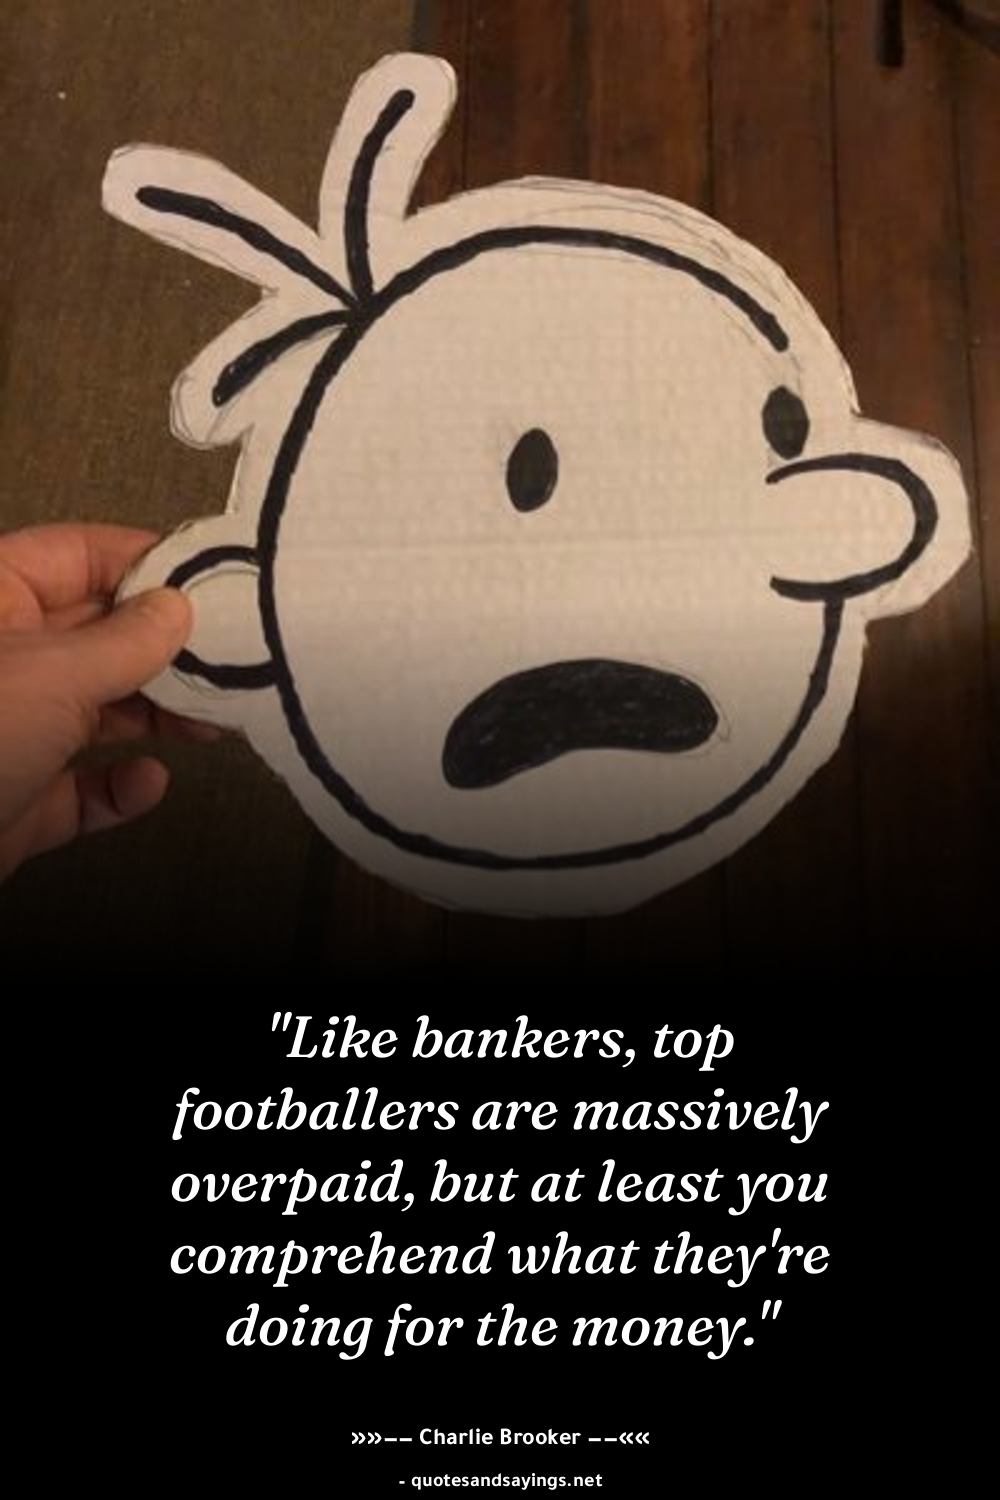 "Like bankers, top
footballers are massively
overpaid, but at least you
comprehend what they're
doing for the money."
»»−− Charlie Brooker −−««
- quotesandsayings.net